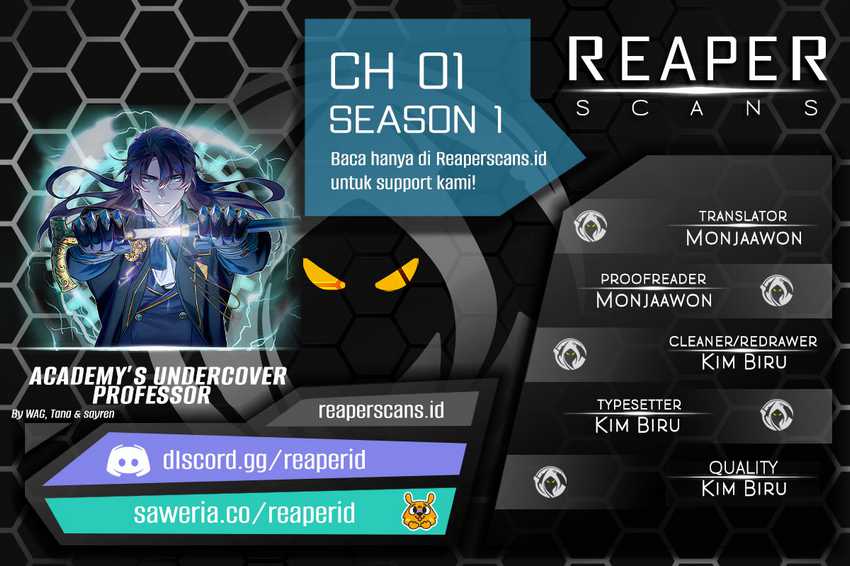 CH 01
SEASON 1
Baca hanya di Reaperscans.id
untuk support kami!
REAPER
SCANS
TRANSLATOR
MONJAAWON
PROOFREADER
MONJAAWON
CLEANER/REDRAWER
KIM BIRU
TYPESETTER
KIM BIRU
QUALITY
KIM BIRU
ACADEMY'S UNDERCOVER
PROFESSOR
By WAG, Tana & sayren
reaperscans.id
dIscord.gg/reaperid
saweria.co/reaperid